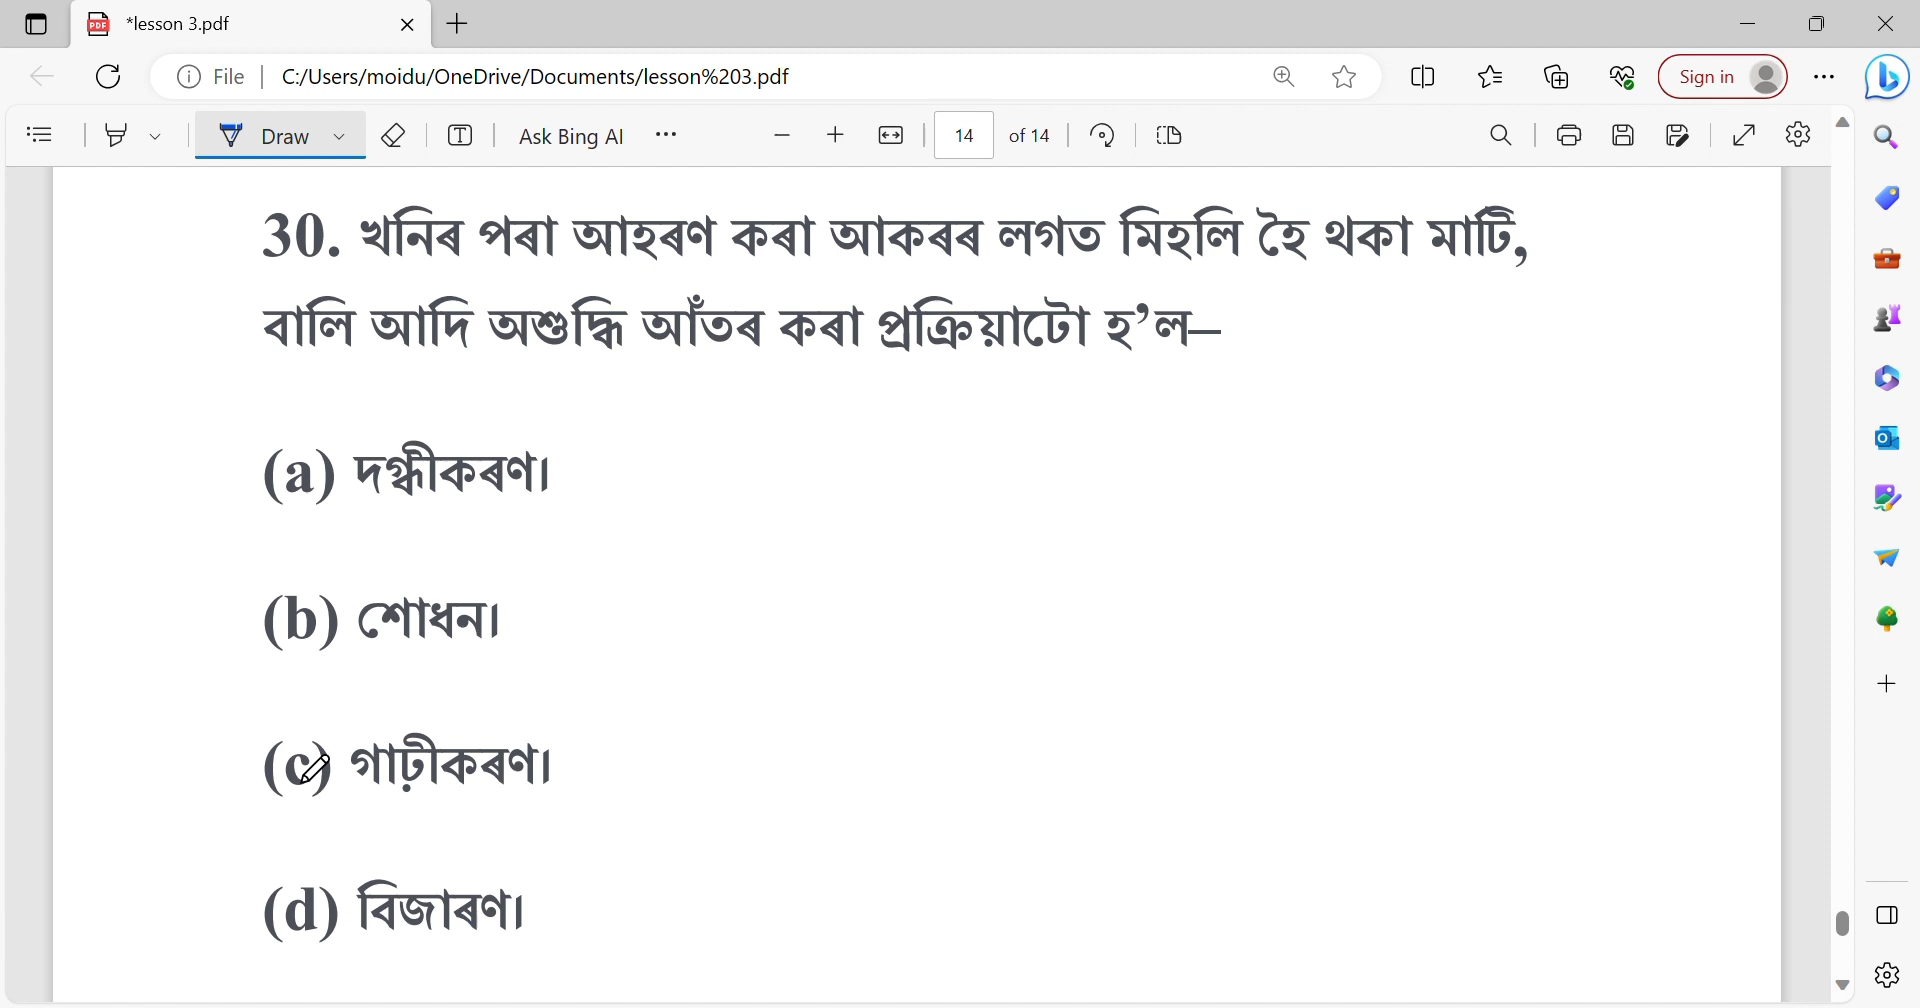 *lesson 3.pdf
File
C:/Users/moidu/OneDrive/Documents/lesson%203.pdf
Sign in
Draw
Ask Bing AI
14
of 14
30. খনিৰ পৰা আহৰণ কৰা আকৰৰ লগত মিহলি হৈ থকা মাটি,
বালি আদি অশুদ্ধি আঁতৰ কৰা প্ৰক্ৰিয়াটো হ’ল–
(a) দগ্ধীকৰণ।
(b) শোধন।
(c) গাঢ়ীকৰণ।
(d) বিজাৰণ।